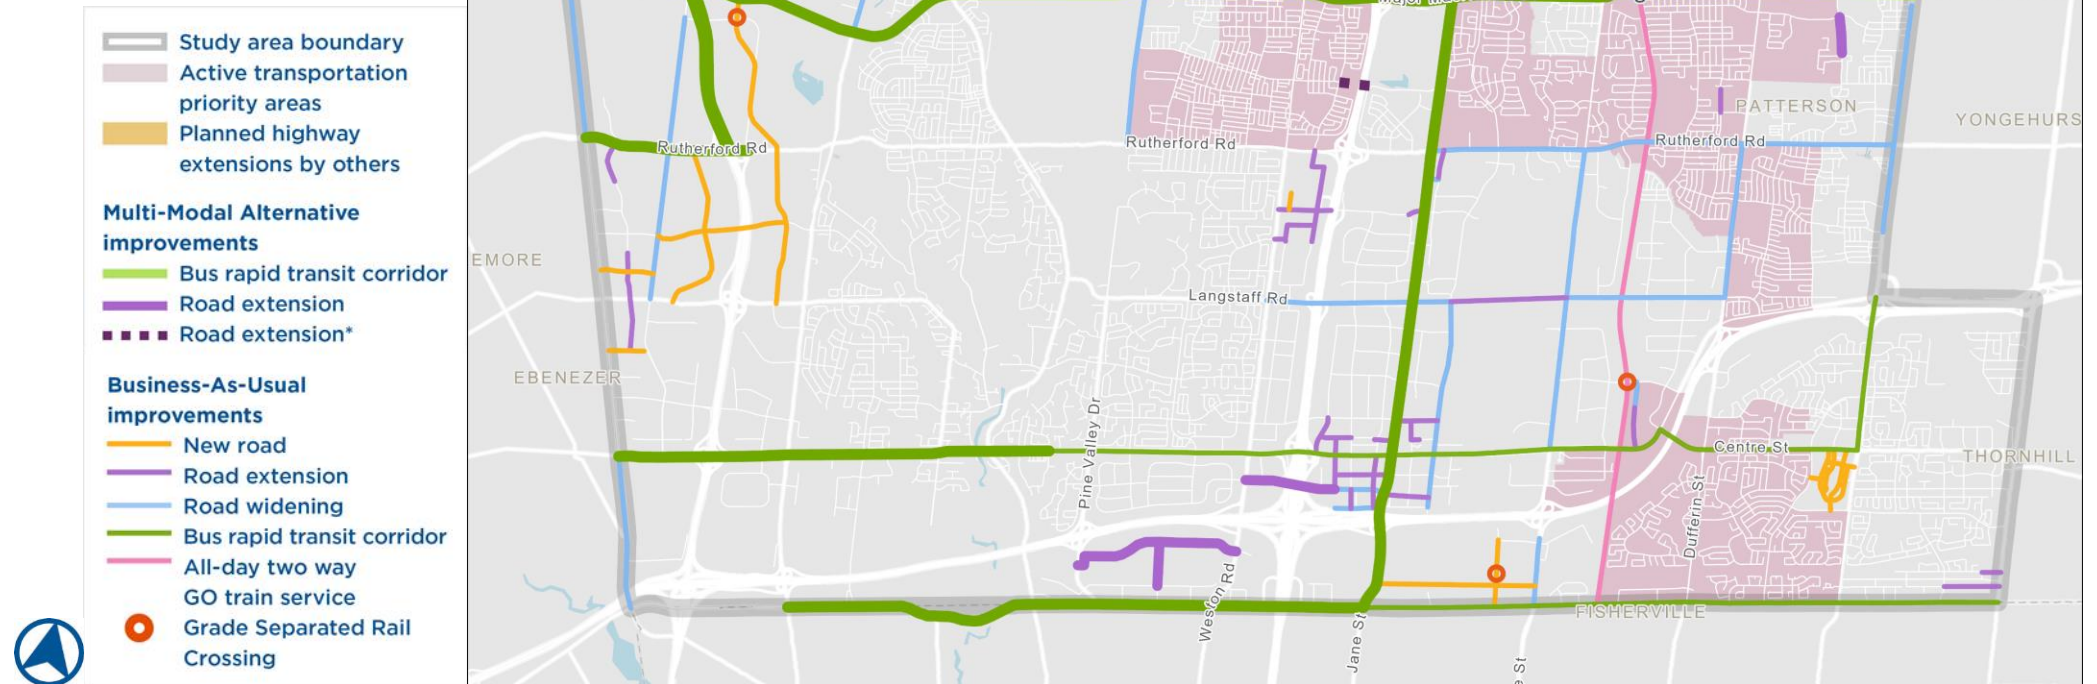 Study area boundary
Active transportation
priority areas
Planned highway
extensions by others
Multi-Modal Alternative
improvements
Bus rapid transit corridor
Road extension
Road extension*
Business-As-Usual
improvements
New road
Road extension
Road widening
Bus rapid transit corridor
All-day two way
GO train service
Grade Separated Rail
Crossing
PATTERSON
YONGEHURS
Rutherford Rd
Rutherford Rd
Rutherford Rd
EMORE
Langstaff Rd
EBENEZER
Pine Valley Dr
Centre St
THORNHILL
Dufferin St
Weston Rd
Jane St
FISHERVILLE
e St